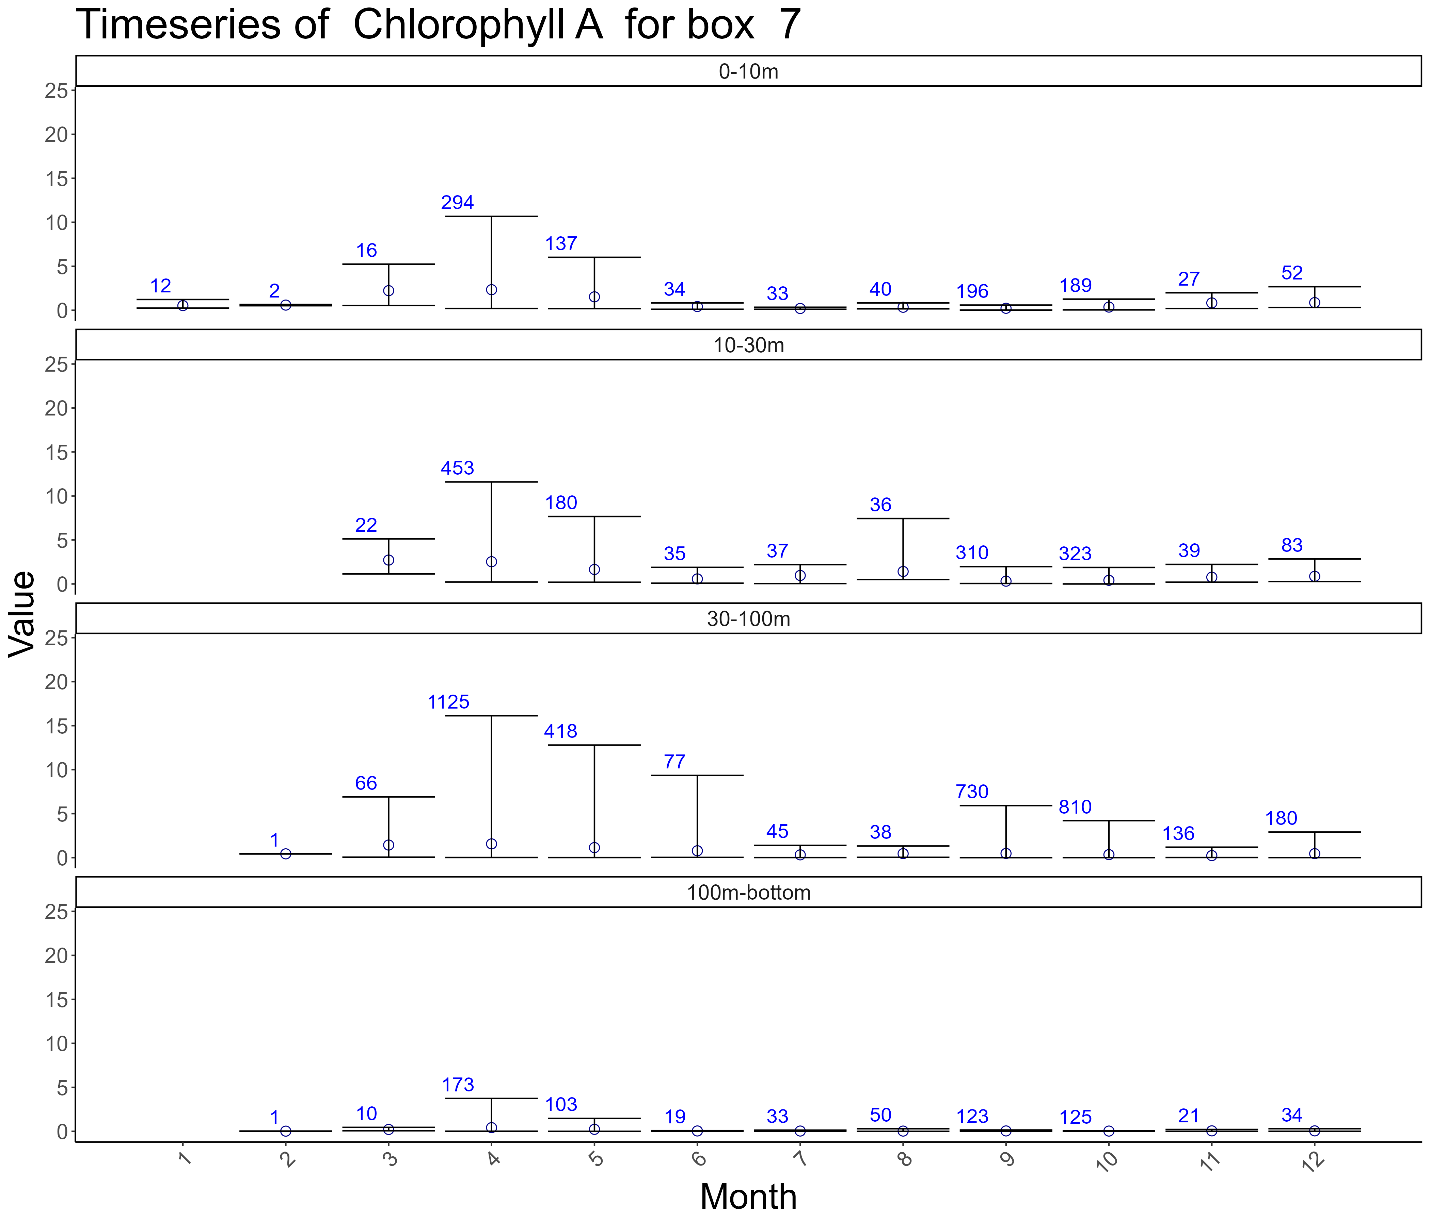 Timeseries of  Chlorophyll A  for box  7
0-10m
25
20
15
10
5
0
12 2 16 294 137 34 33 40 196 189 27 52
10-30m
25
20
15
10
5
0
22 453 180 35 37 36 310 323 39 83
30-100m
25
20
15
10
5
0
1 66 1125 418 77 45 38 730 810 136 180
100m-bottom
25
20
15
10
5
0
1 10 173 103 19 33 50 123 125 21 34
1 2 3 4 5 6 7 8 9 10 11 12
Month
Value